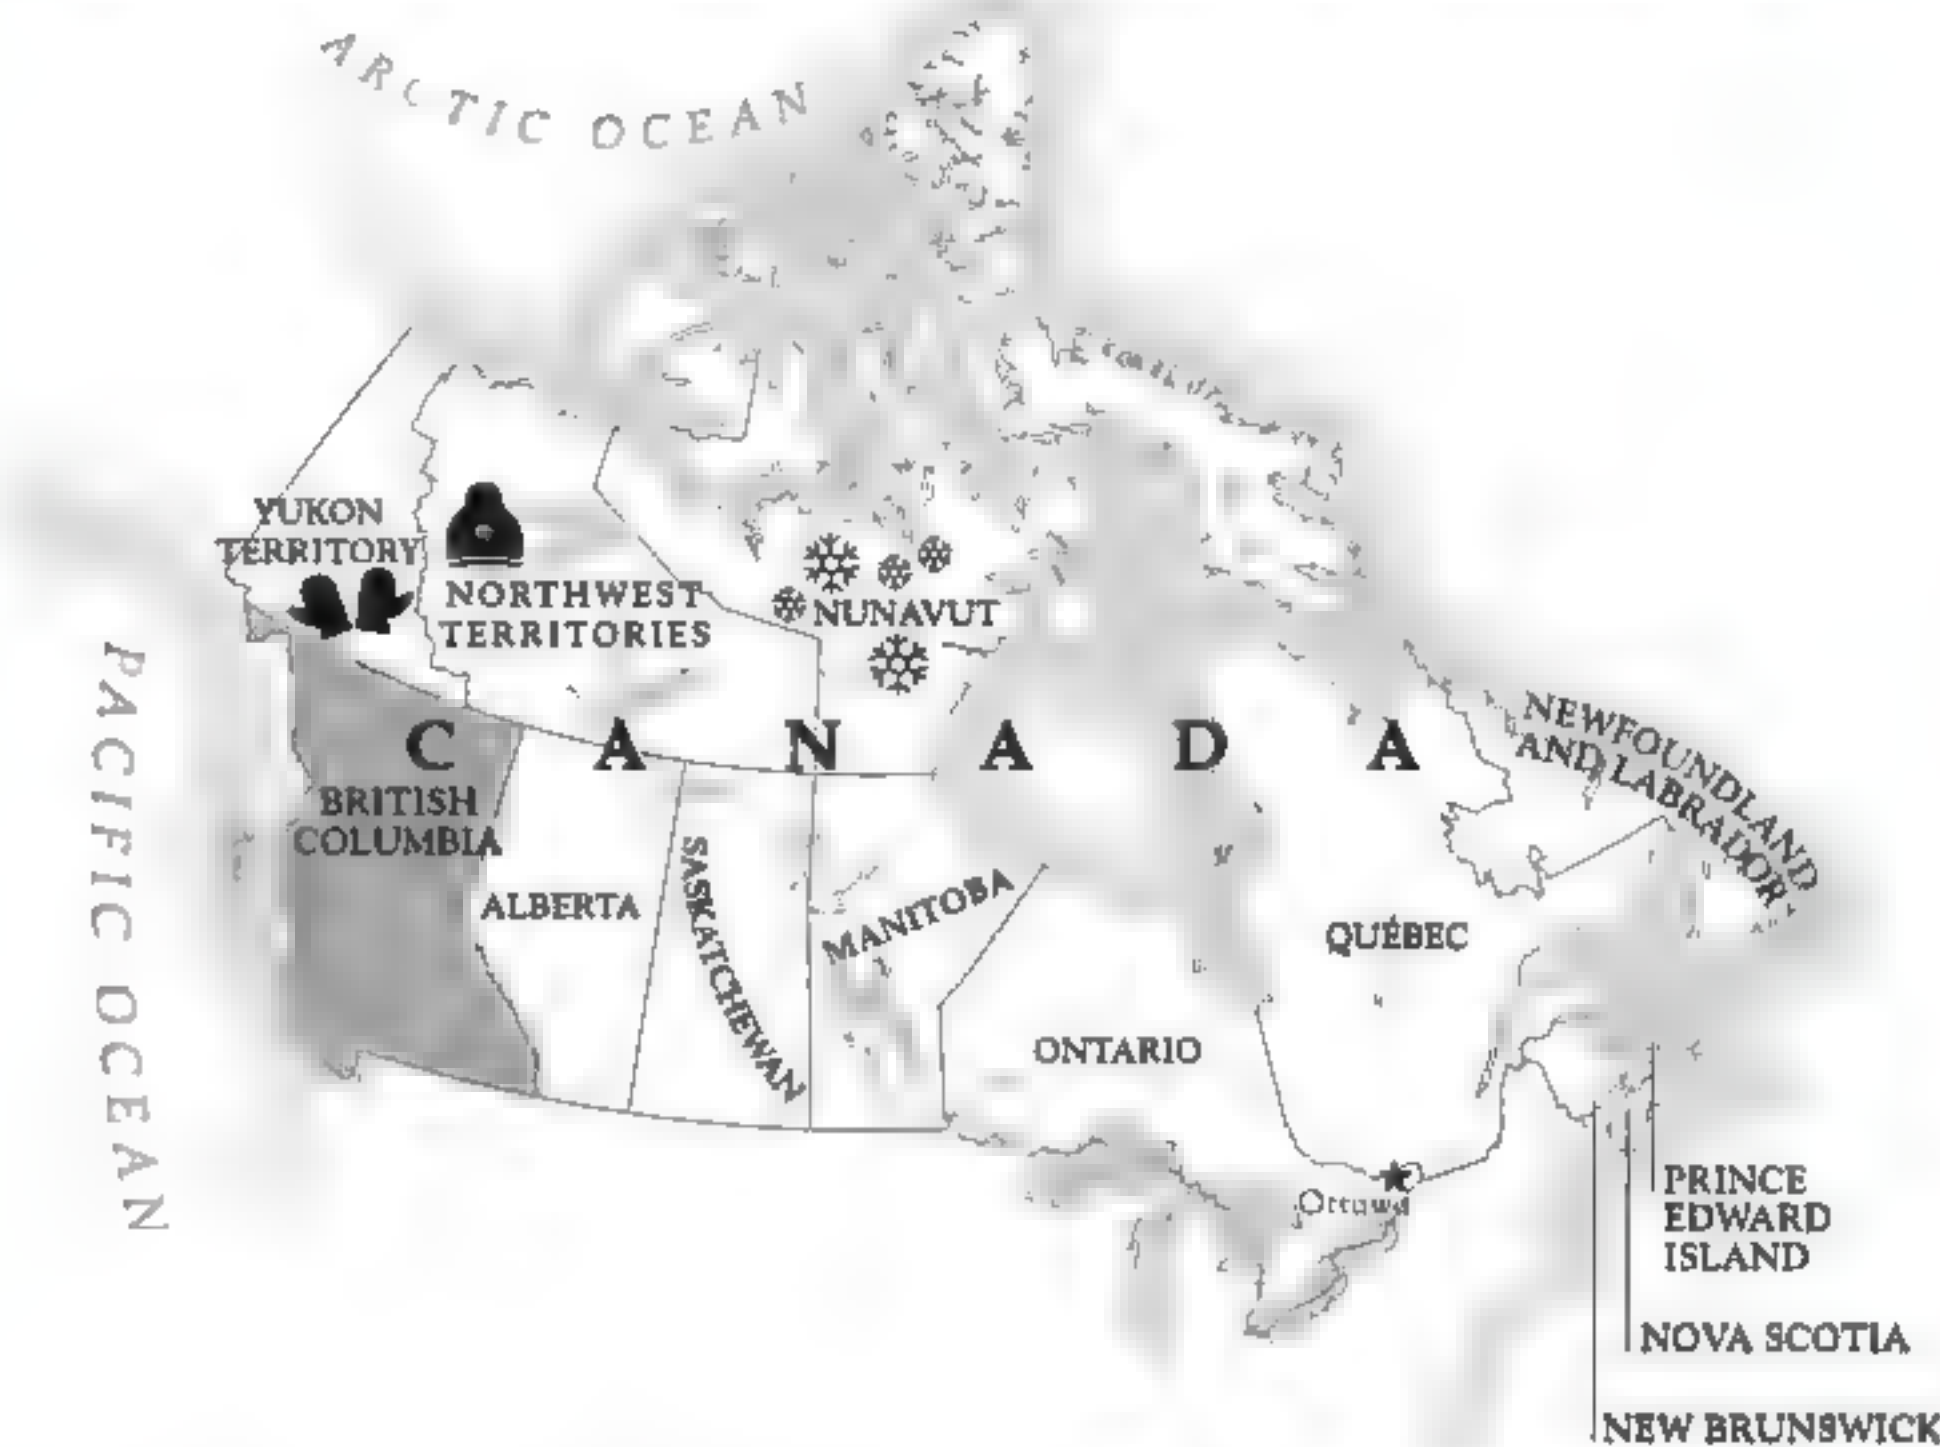 ARCTIC OCEAN
YUKON
TERRITORY
NORTHWEST
TERRITORIES
NUNAVUT
PACIFIC OCEAN
CANADA
NEWFOUNDLAND
AND LABRADOR
BRITISH
COLUMBIA
ALBERTA
SASKATCHEWAN
MANITOBA
QUÉBEC
ONTARIO
Ottawa
PRINCE
EDWARD
ISLAND
NOVA SCOTIA
NEW BRUNSWICK